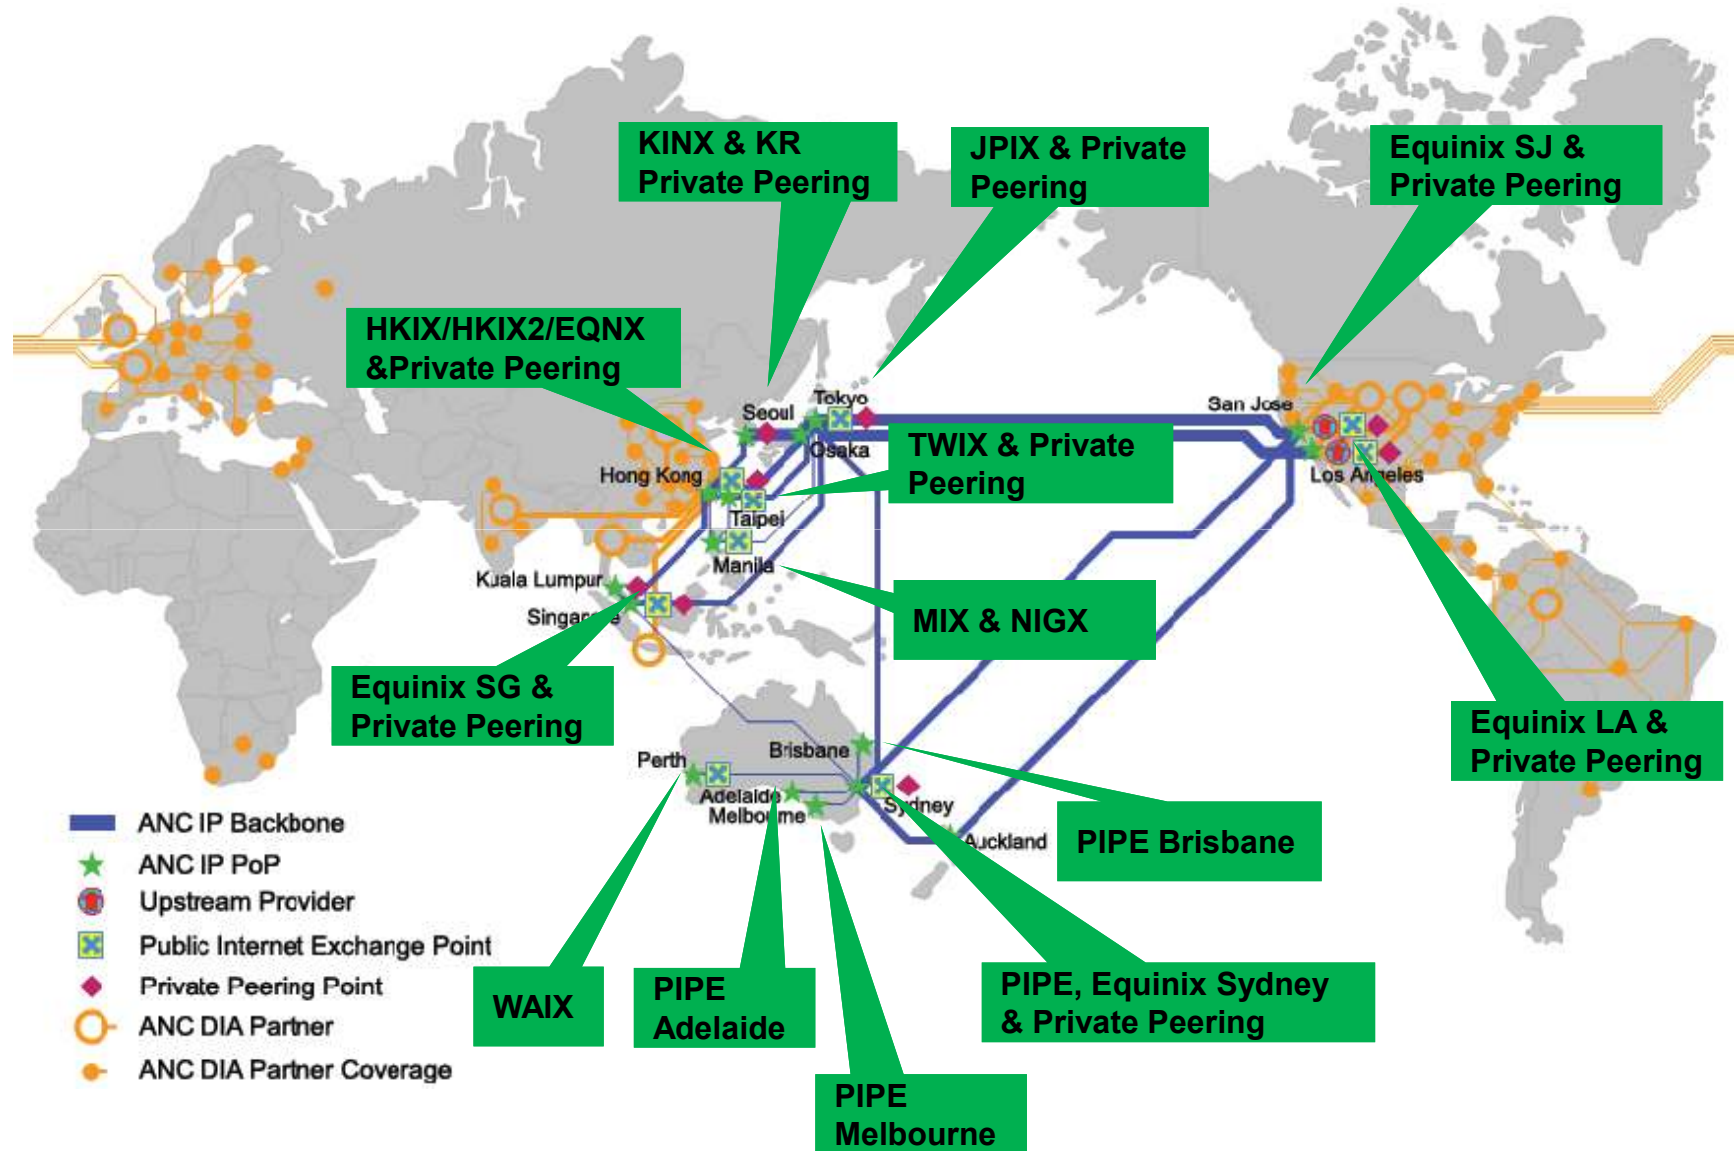 KINX & KR
Private Peering
JPIX & Private
Peering
Equinix SJ &
Private Peering
HKIX/HKIX2/EQNX
&Private Peering
Tokyo
Seoul
San Jose
Osaka
TWIX & Private
Peering
Hong Kong
Los Angeles
Taipei
Manila
Kuala Lumpur
Singapore
MIX & NIGX
Equinix SG &
Private Peering
Equinix LA &
Private Peering
Brisbane
Perth
Adelaide
Melbourne
Sydney
Auckland
PIPE Brisbane
ANC IP Backbone
ANC IP PoP
Upstream Provider
Public Internet Exchange Point
Private Peering Point
ANC DIA Partner
ANC DIA Partner Coverage
WAIX
PIPE
Adelaide
PIPE, Equinix Sydney
& Private Peering
PIPE
Melbourne